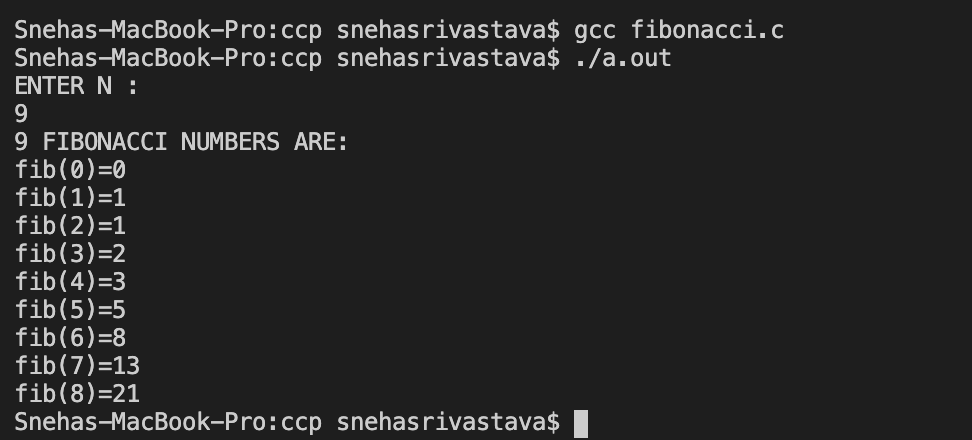 Snehas-MacBook-Pro:ccp snehasrivastava$ gcc fibonacci.c
Snehas-MacBook-Pro:ccp snehasrivastava$ ./a.out
ENTER N :
9
9 FIBONACCI NUMBERS ARE:
fib(0)=0
fib(1)=1
fib(2)=1
fib(3)=2
fib(4)=3
fib(5)=5
fib(6)=8
fib(7)=13
fib(8)=21
Snehas-MacBook-Pro:ccp snehasrivastava$